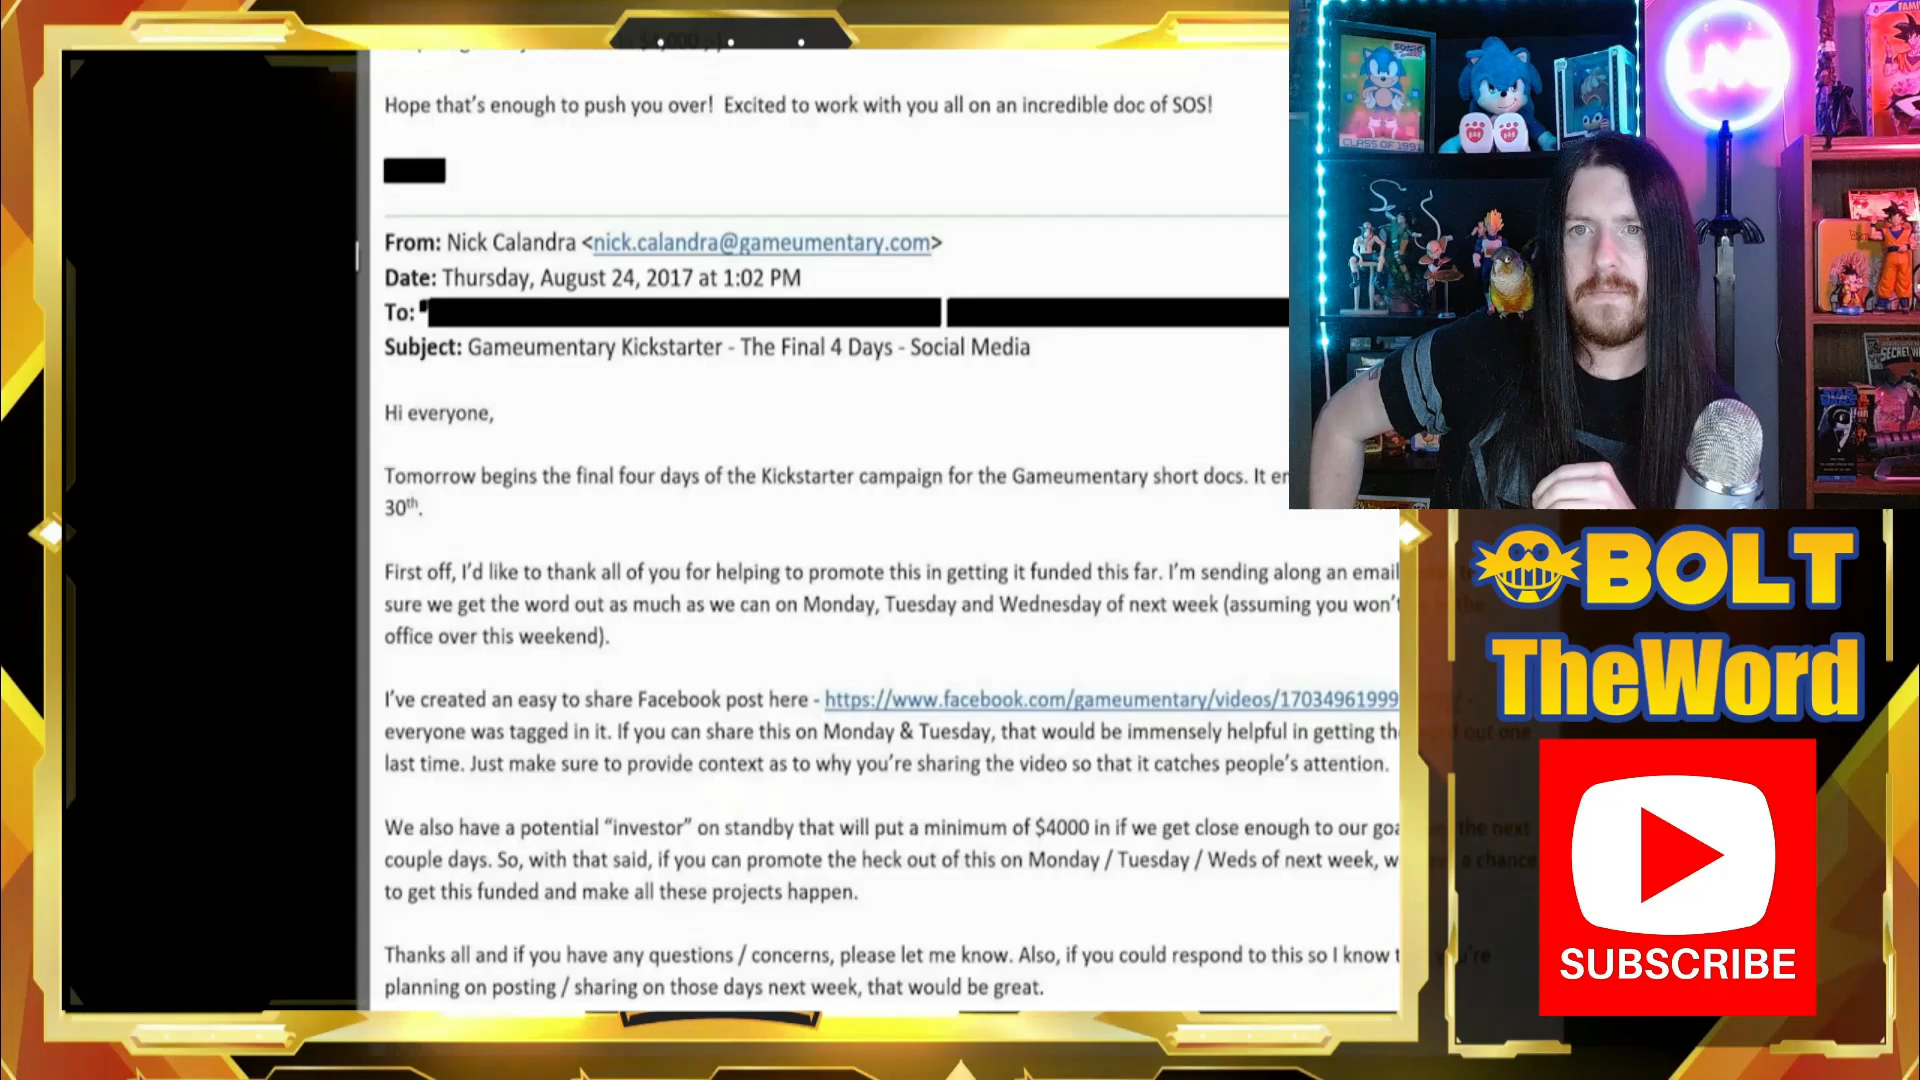 Hope that's enough to push you over!  Excited to work with you all on an incredible doc of SOS!
From: Nick Calandra <nick.calandra@gameumentary.com>
Date: Thursday, August 24, 2017 at 1:02 PM
To:
Subject: Gameumentary Kickstarter - The Final 4 Days - Social Media
Hi everyone,
Tomorrow begins the final four days of the Kickstarter campaign for the Gameumentary short docs. It
30th.
First off, I'd like to thank all of you for helping to promote this in getting it funded this far. I'm sending along an email
sure we get the word out as much as we can on Monday, Tuesday and Wednesday of next week (assuming you won't the
office over this weekend).
I've created an easy to share Facebook post here - https://www.facebook.com/gameumentary/videos/17034961999
everyone was tagged in it. If you can share this on Monday & Tuesday, that would be immensely helpful in getting out one
last time. Just make sure to provide context as to why you're sharing the video so that it catches people's attention.
We also have a potential "investor" on standby that will put a minimum of $4000 in if we get close enough to our the next
couple days. So, with that said, if you can promote the heck out of this on Monday / Tuesday / Weds of next week, a chance
to get this funded and make all these projects happen.
Thanks all and if you have any questions / concerns, please let me know. Also, if you could respond to this so I know
planning on posting / sharing on those days next week, that would be great.
SONIC
CLASS OF 1991
SECRET
BOLT
TheWord
SUBSCRIBE